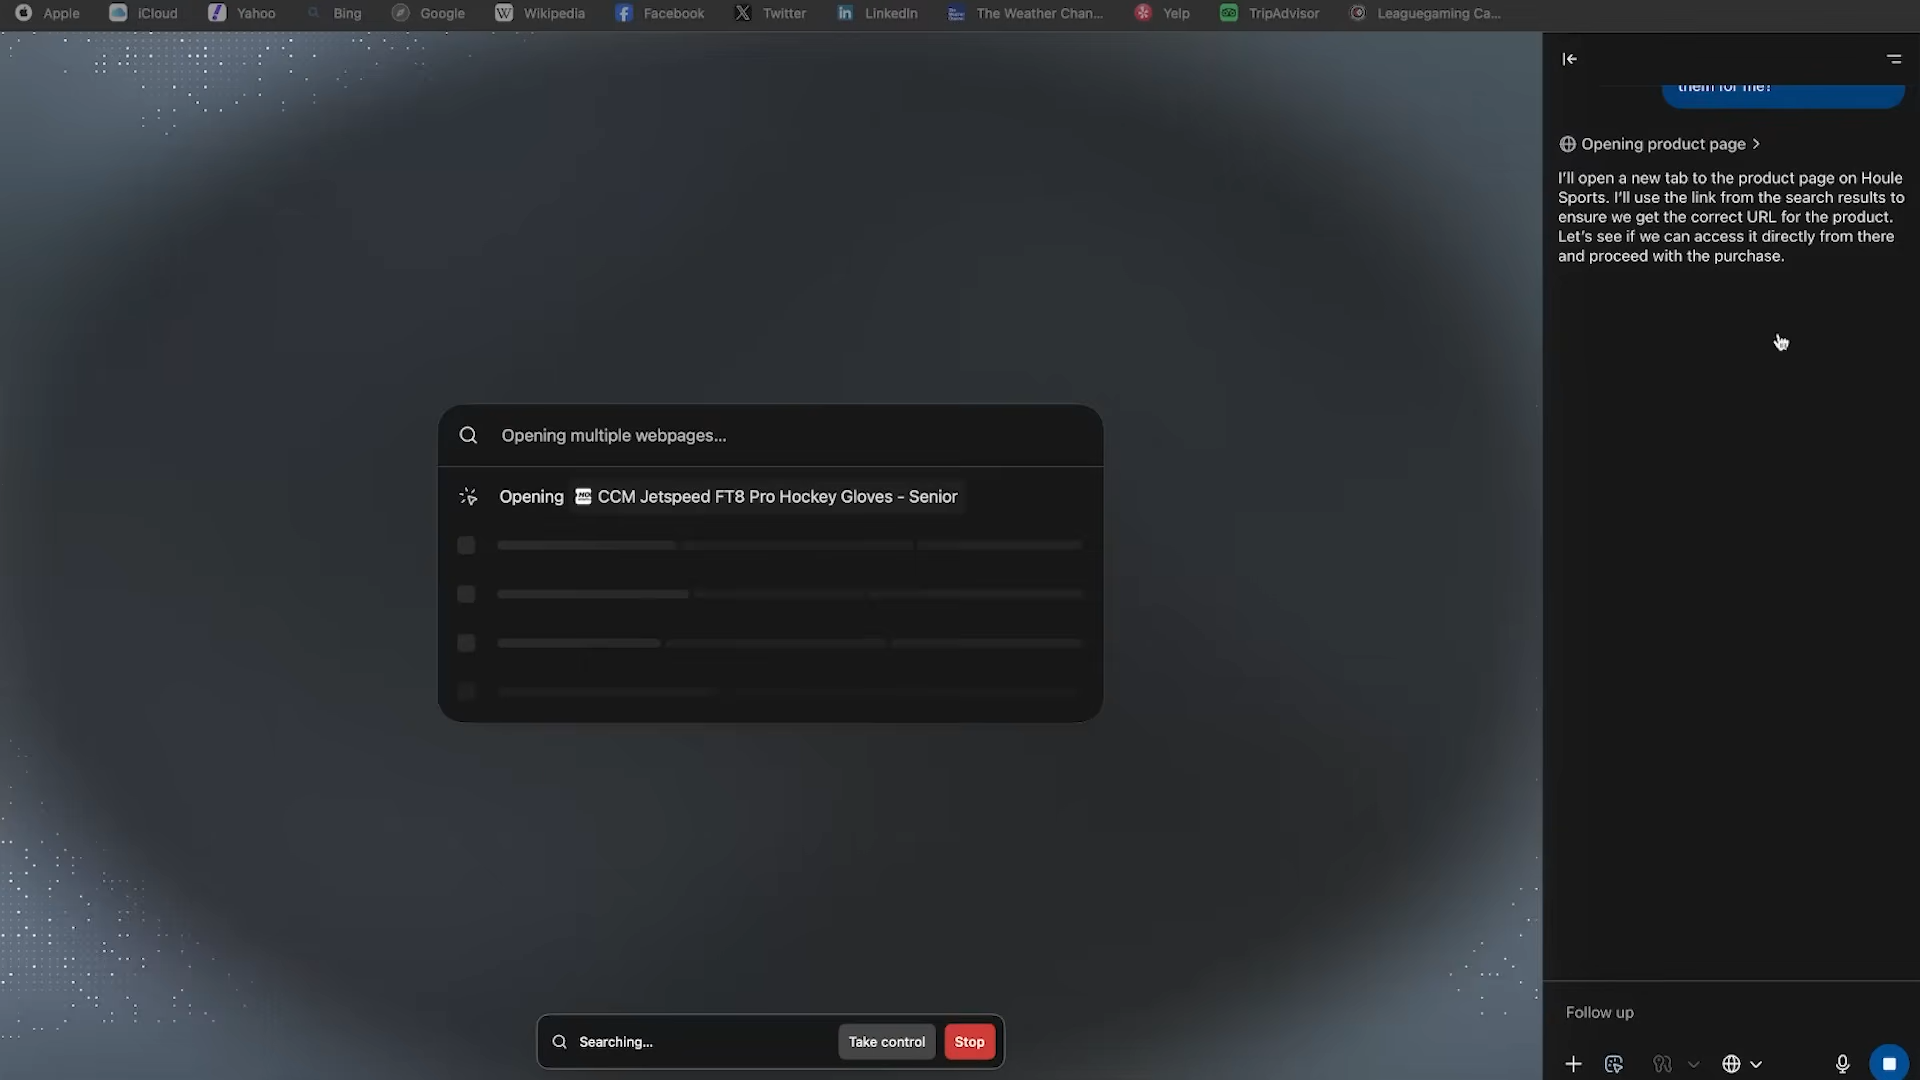 Apple
iCloud
Yahoo
Bing
Google
Wikipedia
Facebook
Twitter
LinkedIn
The Weather Chan...
Yelp
TripAdvisor
Leaguegaming Ca...
them for me?
Opening product page
I'll open a new tab to the product page on Houle
Sports. I'll use the link from the search results to
ensure we get the correct URL for the product.
Let's see if we can access it directly from there
and proceed with the purchase.
Opening multiple webpages...
Opening CCM Jetspeed FT8 Pro Hockey Gloves - Senior
Searching...
Take control
Stop
Follow up